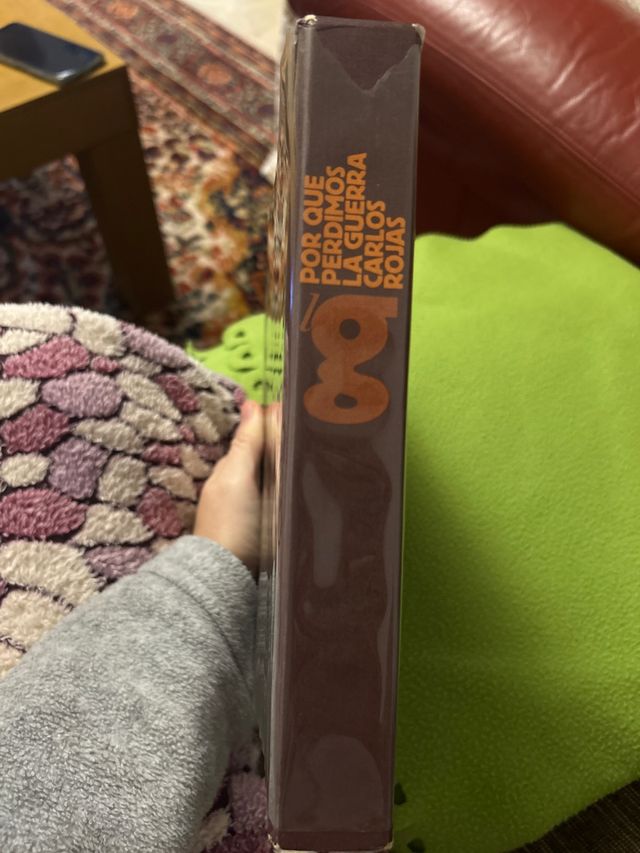 POR QUE
PERDIMOS
LA GUERRA
CARLOS
ROJAS